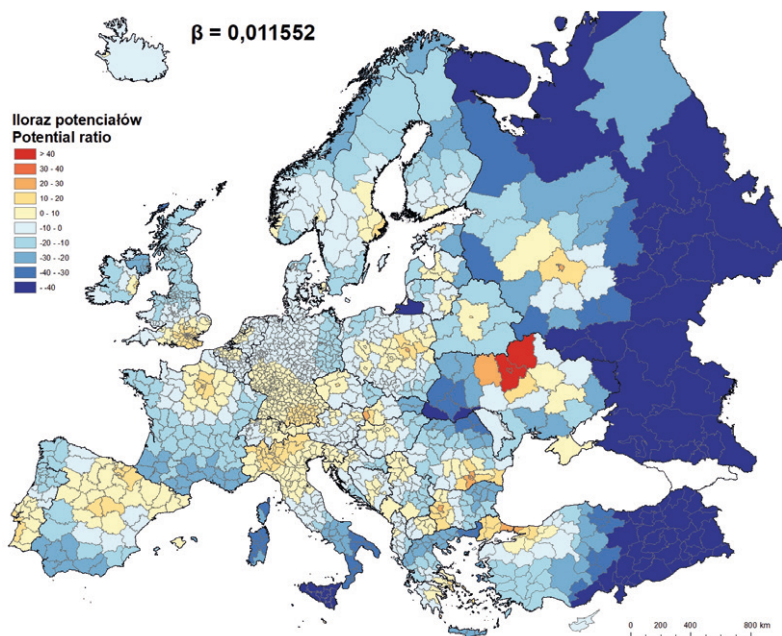 β = 0,011552
Iloraz potencjałów
Potential ratio
> 40
30 - 40
20 - 30
10 - 20
0 - 10
-10 - 0
-20 - -10
-30 - -20
-40 - -30
- -40
0 200 400 800 km